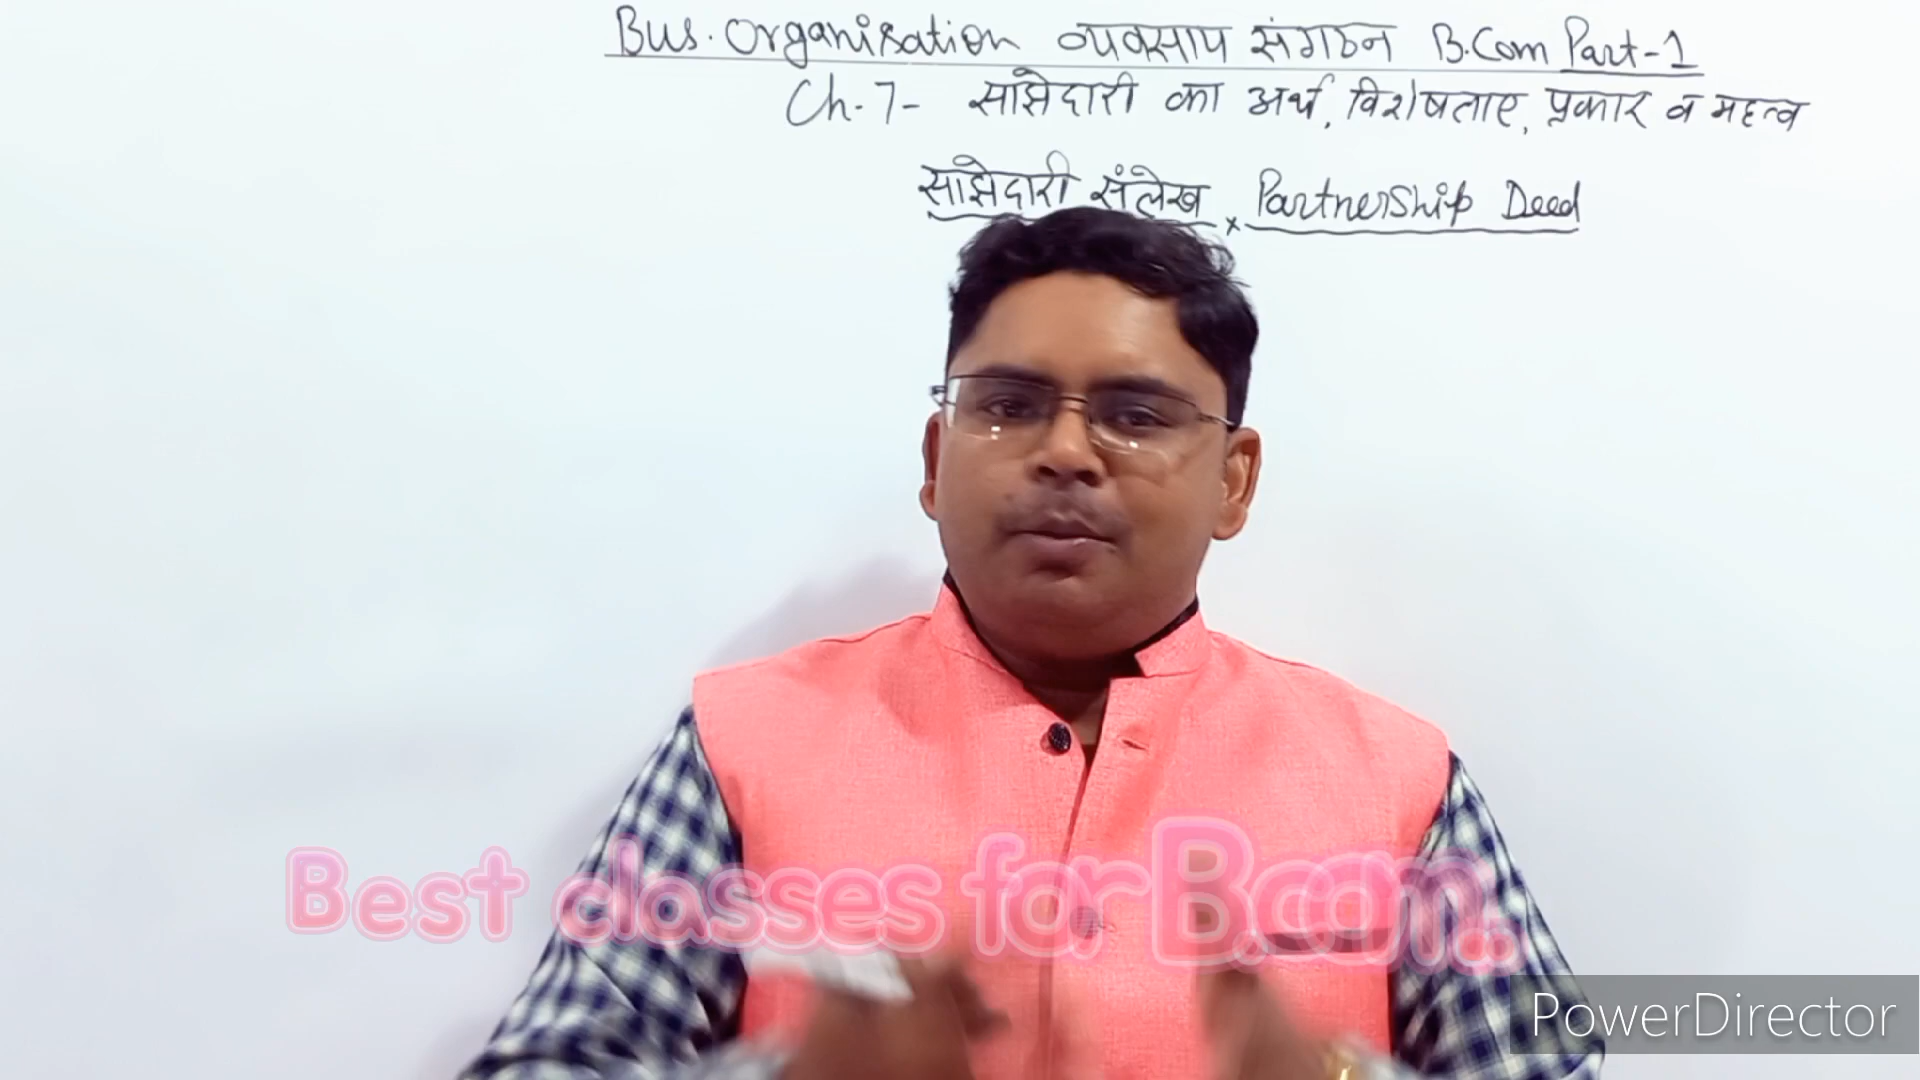 Bus. Organisation व्यवसाय संगठन B.Com Part-1
Ch-7- साझेदारी का अर्थ, विशेषताए, प्रकार व महत्व
साझेदारी संलेख x Partnership Deed
Best classes for B.com..
PowerDirector